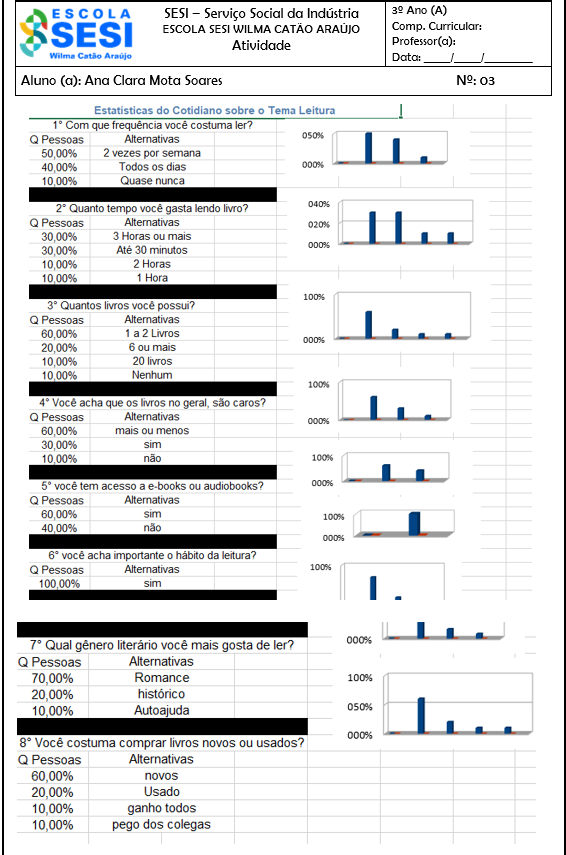 ESCOLA
SESI
Wilma Catão Araújo
SESI – Serviço Social da Indústria
ESCOLA SESI WILMA CATÃO ARAÚJO
Atividade
3º Ano (A)
Comp. Curricular:
Professor(a):
Data: ____/____/________
Aluno (a): Ana Clara Mota Soares
Nº: 03
Estatisticas do Cotidiano sobre o Tema Leitura
1° Com que frequência você costuma ler?
Q Pessoas Alternativas
50,00% 2 vezes por semana
40,00% Todos os dias
10,00% Quase nunca
050%
000%
2° Quanto tempo você gasta lendo livro?
Q Pessoas Alternativas
30,00% 3 Horas ou mais
30,00% Até 30 minutos
10,00% 2 Horas
10,00% 1 Hora
040%
020%
000%
3° Quantos livros você possui?
Q Pessoas Alternativas
60,00% 1 a 2 Livros
20,00% 6 ou mais
10,00% 20 livros
10,00% Nenhum
100%
000%
4° Você acha que os livros no geral, são caros?
Q Pessoas Alternativas
60,00% mais ou menos
30,00% sim
10,00% não
100%
000%
5° você tem acesso a e-books ou audiobooks?
Q Pessoas Alternativas
60,00% sim
40,00% não
100%
000%
6° você acha importante o hábito da leitura?
Q Pessoas Alternativas
100,00% sim
100%
000%
100%
000%
7° Qual gênero literário você mais gosta de ler?
Q Pessoas Alternativas
70,00% Romance
20,00% histórico
10,00% Autoajuda
100%
050%
000%
8° Você costuma comprar livros novos ou usados?
Q Pessoas Alternativas
60,00% novos
20,00% Usado
10,00% ganho todos
10,00% pego dos colegas